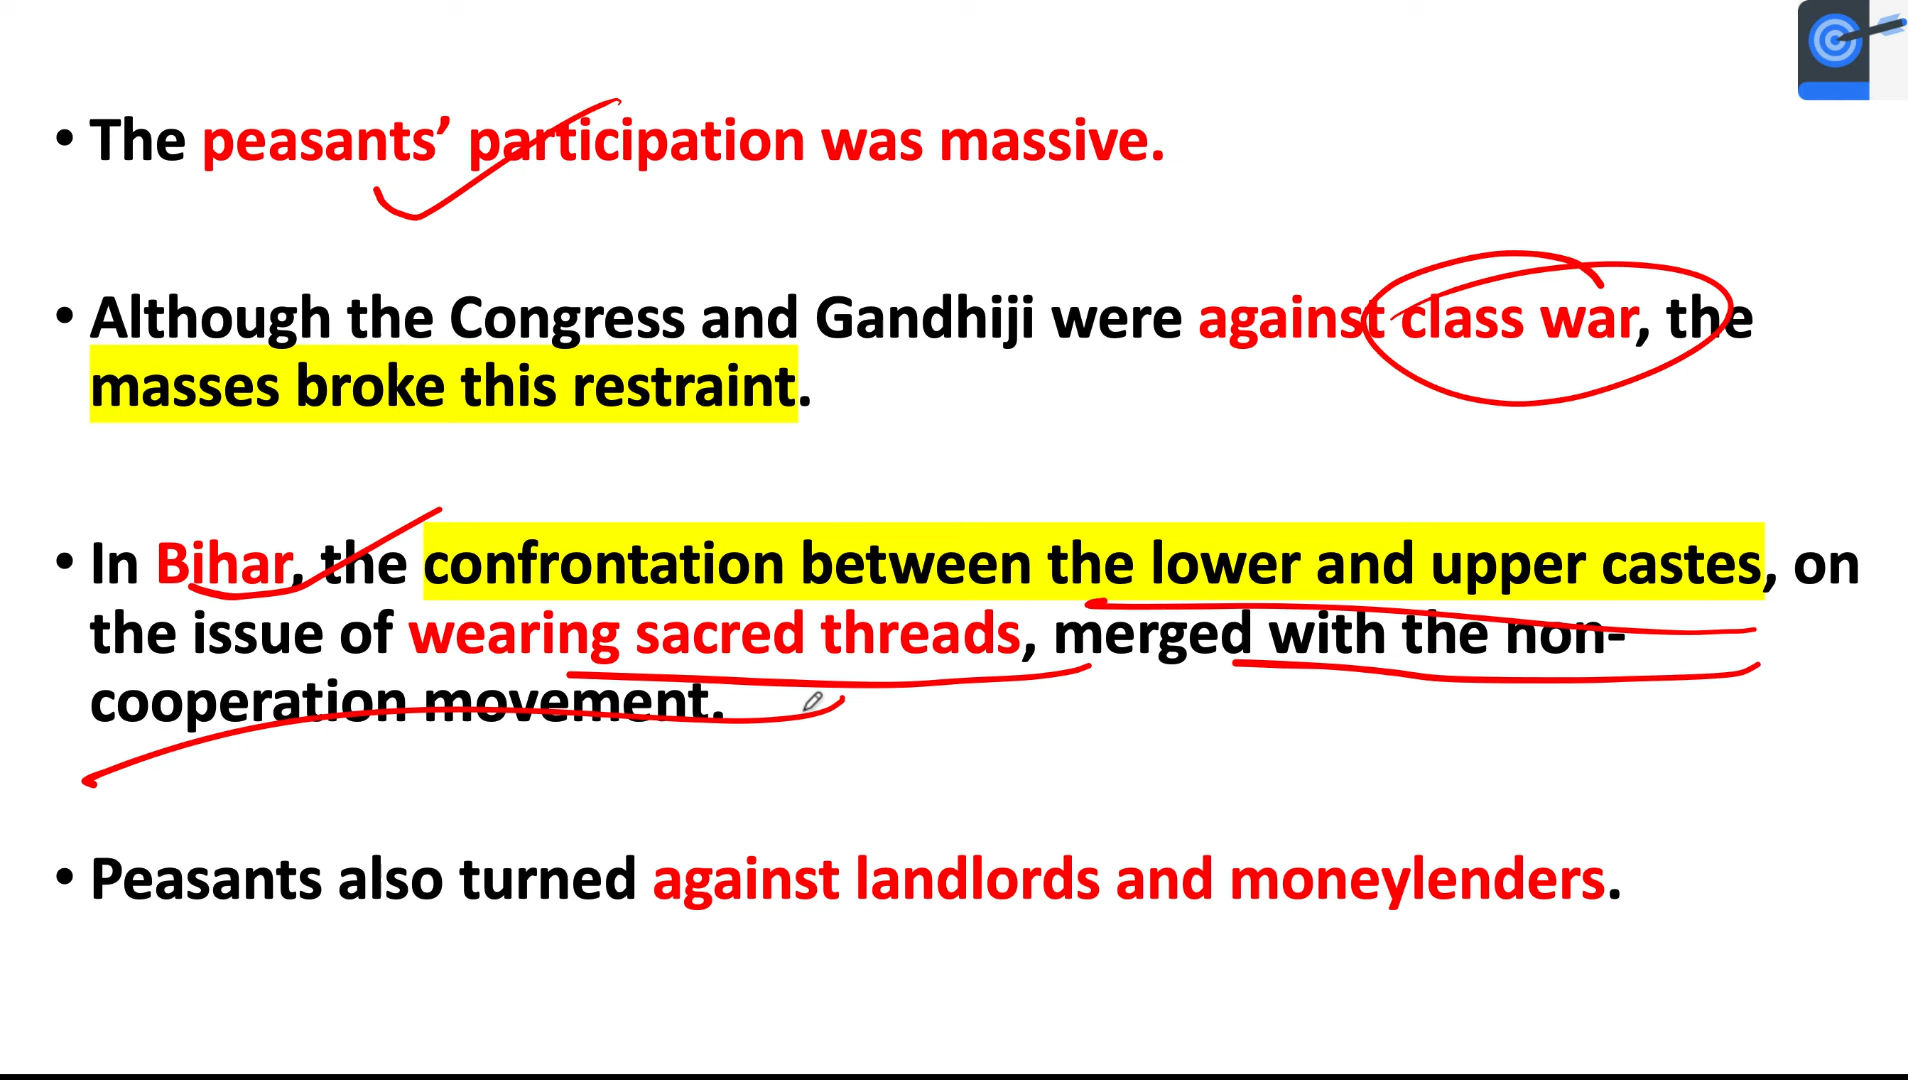 • The peasants’ participation was massive.
• Although the Congress and Gandhiji were against class war, the
masses broke this restraint.
• In Bihar, the confrontation between the lower and upper castes, on
the issue of wearing sacred threads, merged with the non-
cooperation movement.
• Peasants also turned against landlords and moneylenders.